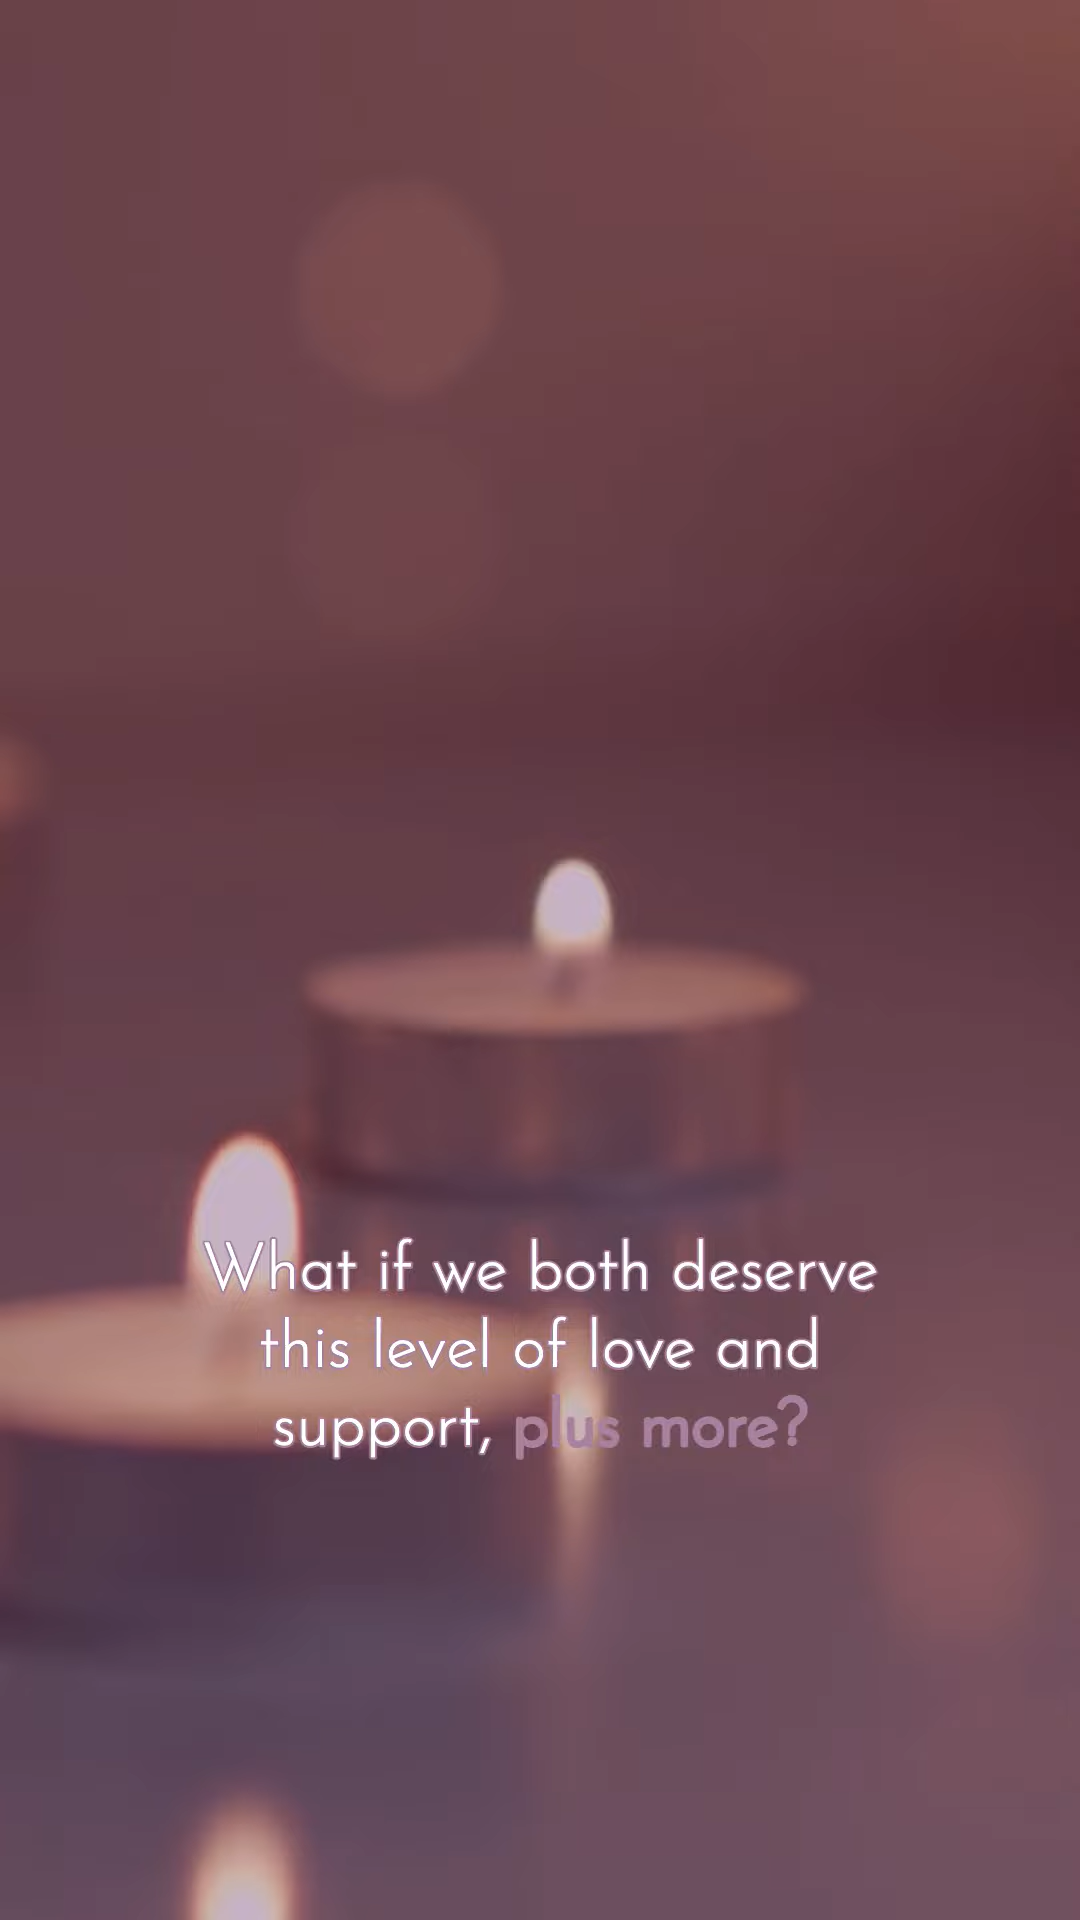 What if we both deserve
this level of love and
support, plus more?